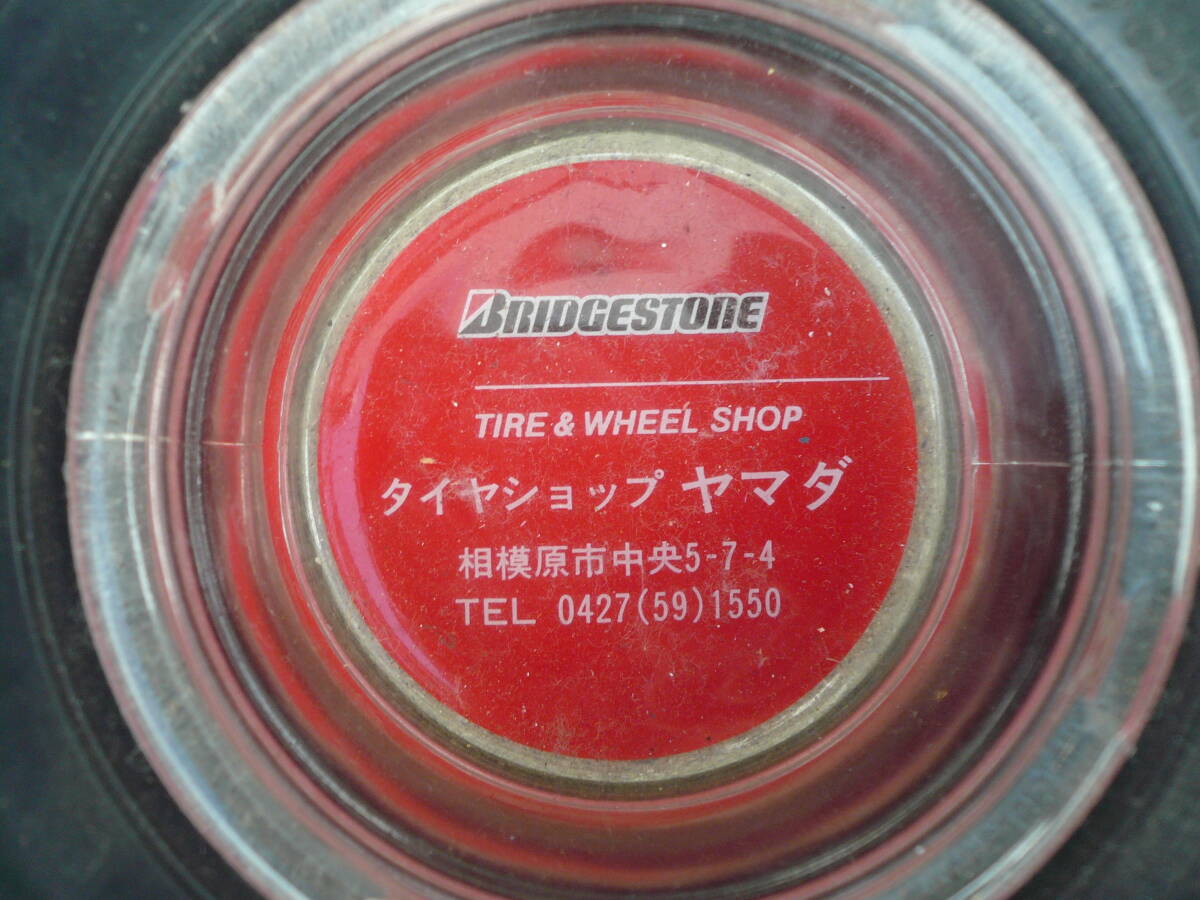 BRIDGESTONE
TIRE & WHEEL SHOP
タイヤショップ ヤマダ
相模原市中央5-7-4
TEL 0427(59)1550